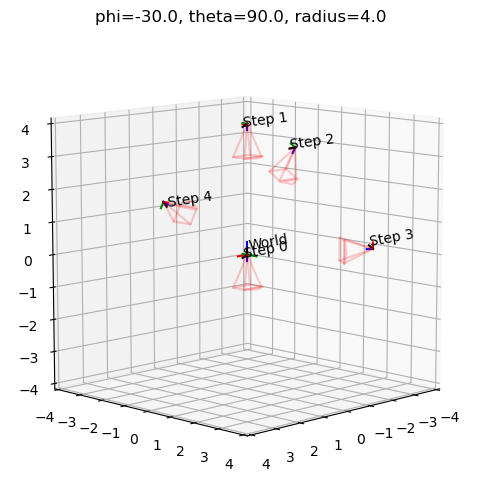 phi=-30.0, theta=90.0, radius=4.0
Step 1
Step 2
Step 4
Step 3
World
Step 0
4
3
2
1
0
−1
−2
−3
−4
−4 −3 −2 −1 0 1 2 3 4
4 3 2 1 0 −1 −2 −3 −4